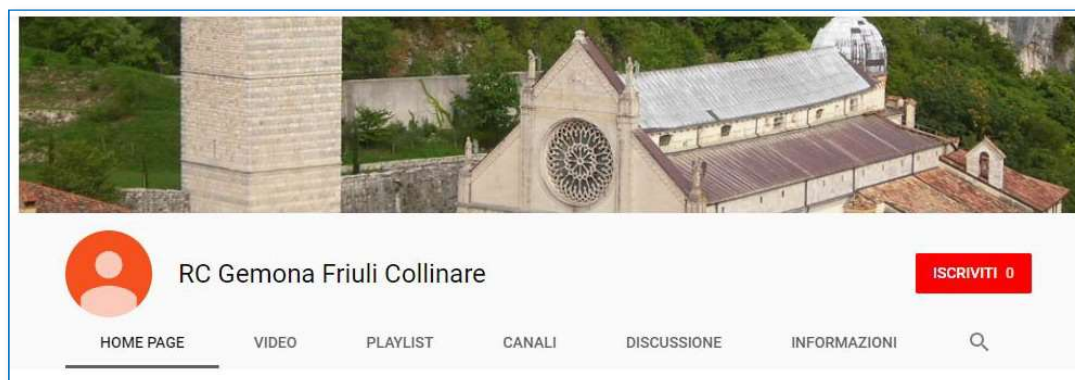 RC Gemona Friuli Collinare
ISCRIVITI 0
HOME PAGE VIDEO PLAYLIST CANALI DISCUSSIONE INFORMAZIONI